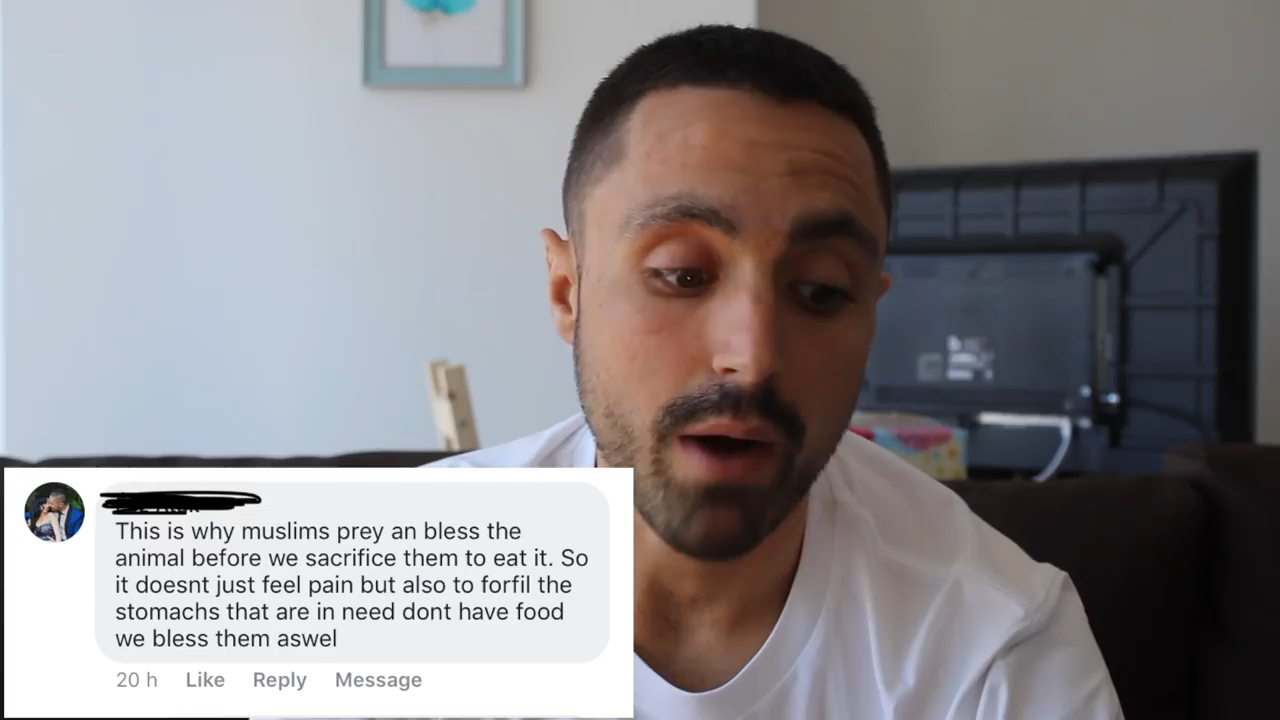 This is why muslims prey an bless the
animal before we sacrifice them to eat it. So
it doesnt just feel pain but also to forfil the
stomachs that are in need dont have food
we bless them aswel
20 h Like Reply Message